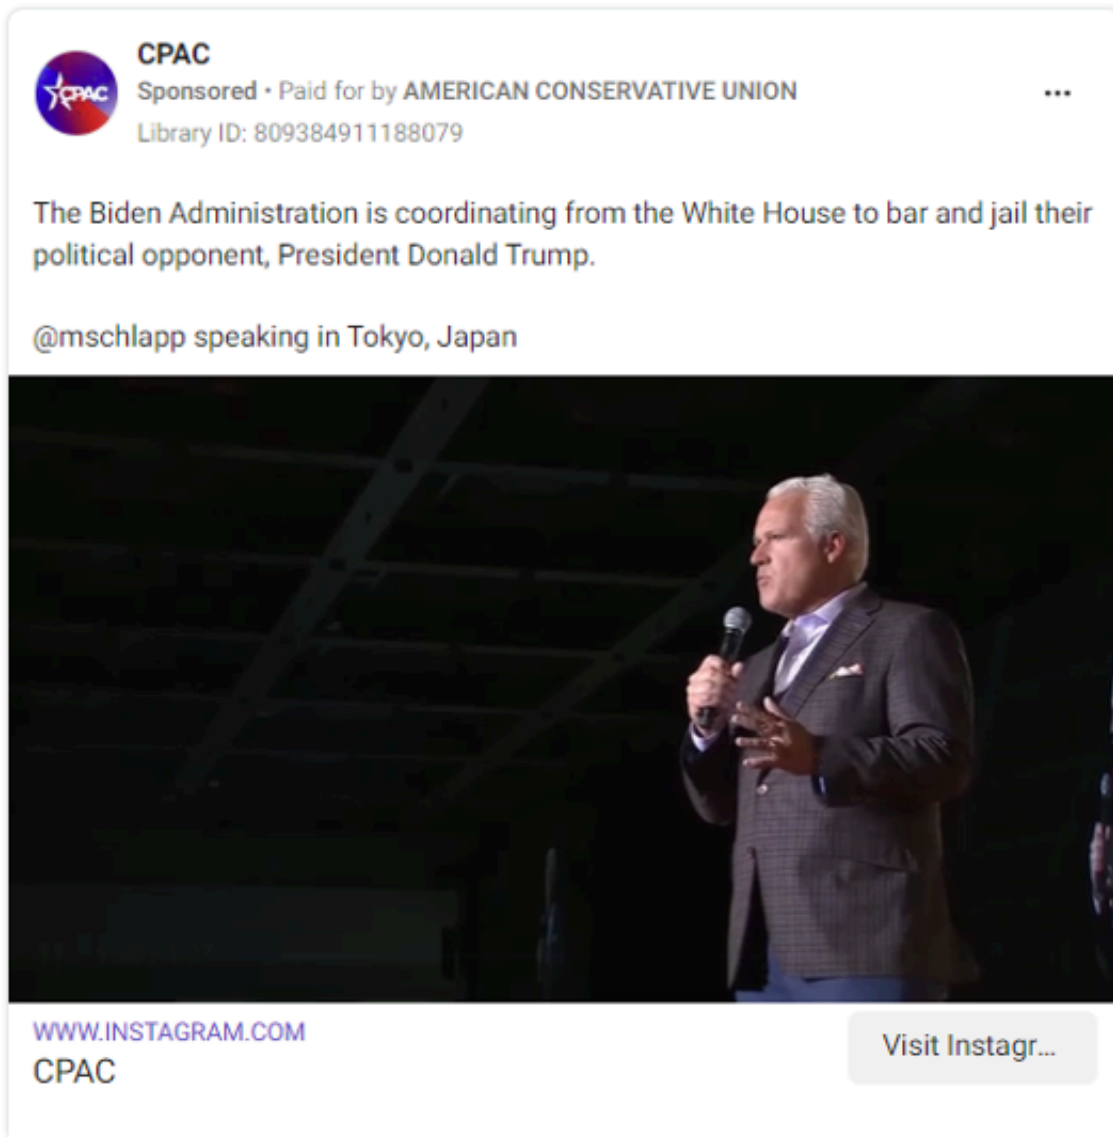 CPAC
CPAC
Sponsored • Paid for by AMERICAN CONSERVATIVE UNION
Library ID: 809384911188079
The Biden Administration is coordinating from the White House to bar and jail their
political opponent, President Donald Trump.
@mschlapp speaking in Tokyo, Japan
WWW.INSTAGRAM.COM
CPAC
Visit Instagr...